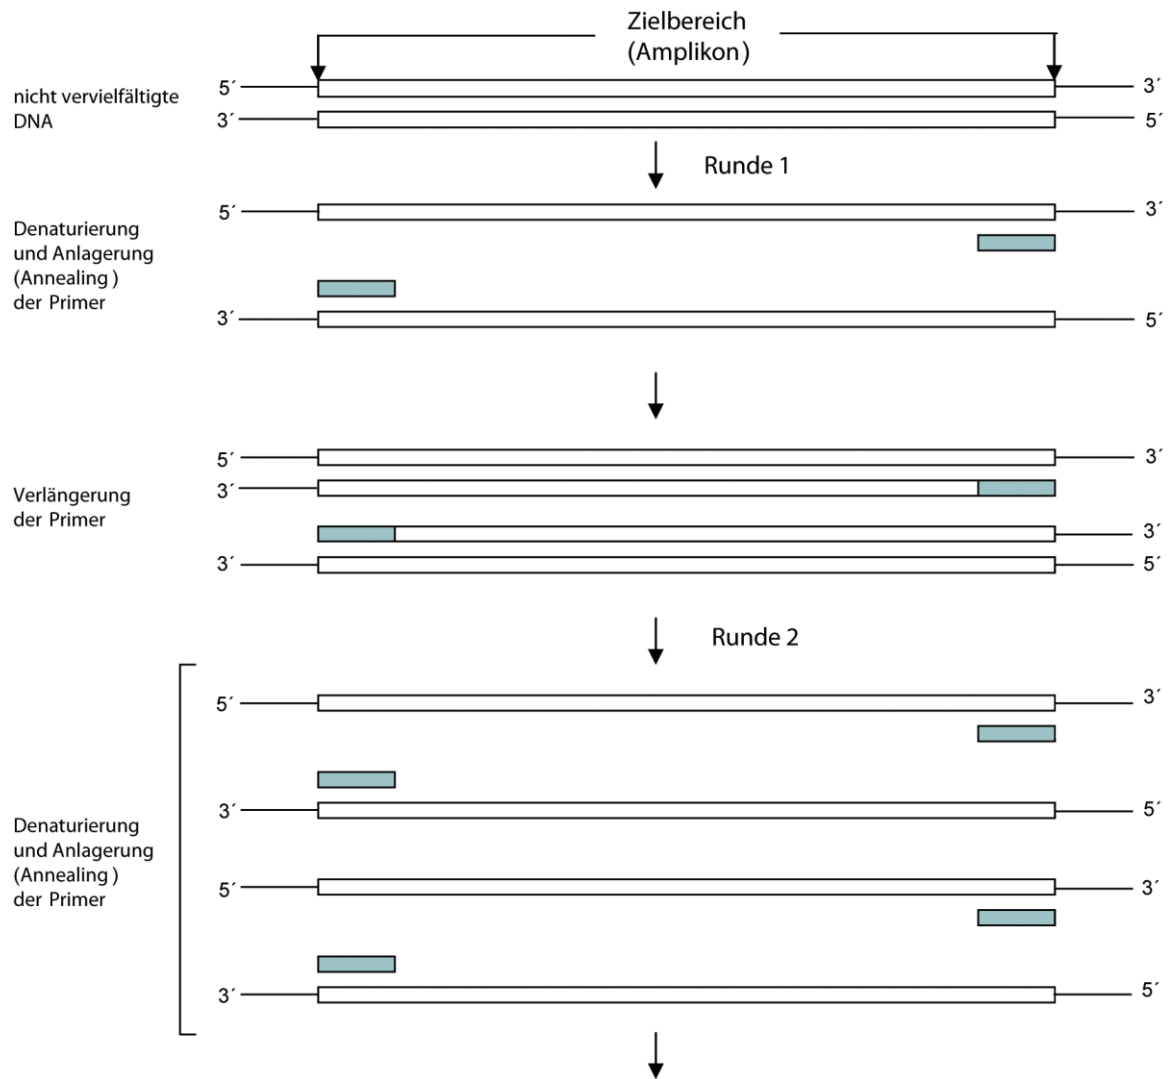 Zielbereich
(Amplikon)
5´ 3´
nicht vervielfältigte
DNA
3´ 5´
Runde 1
5´ 3´
Denaturierung
und Anlagerung
(Annealing )
der Primer
3´ 5´
5´ 3´
3´
Verlängerung
der Primer
3´
3´ 5´
Runde 2
5´ 3´
3´ 5´
Denaturierung
und Anlagerung
(Annealing )
der Primer
5´ 3´
3´ 5´